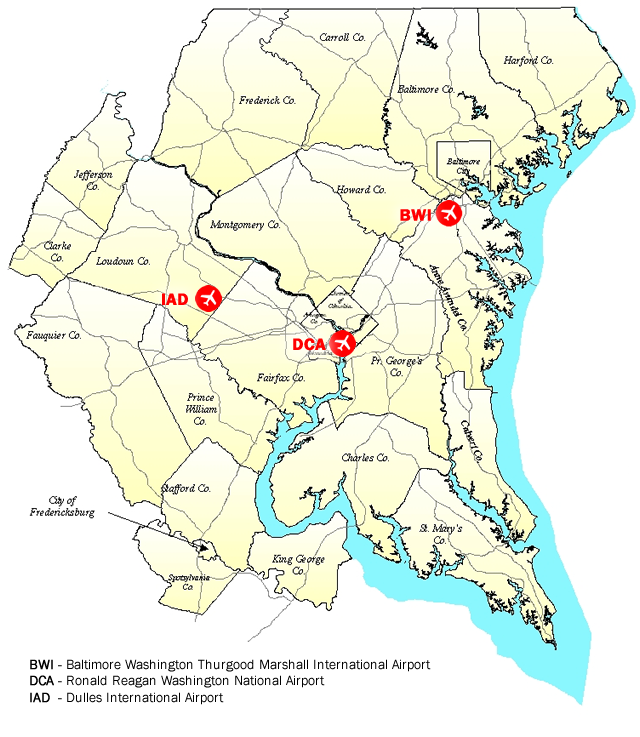 Carroll Co.
Harford Co.
Baltimore Co.
Frederick Co.
Baltimore
City
Jefferson
Co.
Howard Co.
BWI
Montgomery Co.
Clarke
Co.
Loudoun Co.
Anne Arundel Co.
IAD
of
Columbia
Co.
DCA
Fauquier Co.
Pr. George's
Co.
Fairfax Co.
Prince
William
Co.
Calvert Co.
Charles Co.
Stafford Co.
City of
Fredericksburg
St. Mary's
Co.
King George
Co.
Spotsylvania
Co.
BWI - Baltimore Washington Thurgood Marshall International Airport
DCA - Ronald Reagan Washington National Airport
IAD - Dulles International Airport